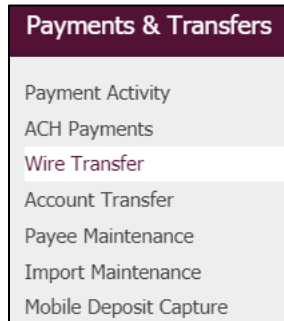 Payments & Transfers
Payment Activity
ACH Payments
Wire Transfer
Account Transfer
Payee Maintenance
Import Maintenance
Mobile Deposit Capture